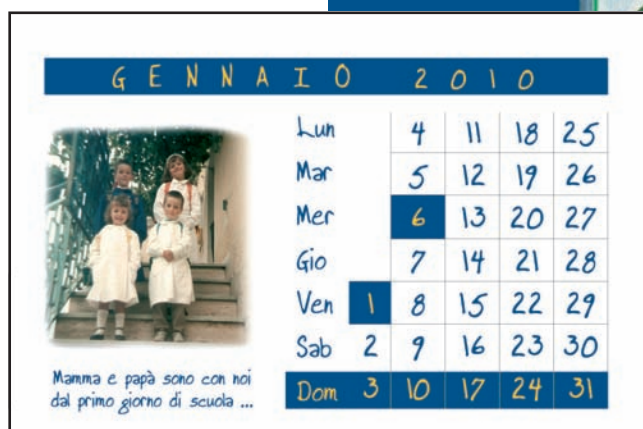 GENNAIO 2010
Lun 4 11 18 25
Mar 5 12 19 26
Mer 6 13 20 27
Gio 7 14 21 28
Ven 1 8 15 22 29
Sab 2 9 16 23 30
Dom 3 10 17 24 31
Mamma e papà sono con noi
dal primo giorno di scuola ...